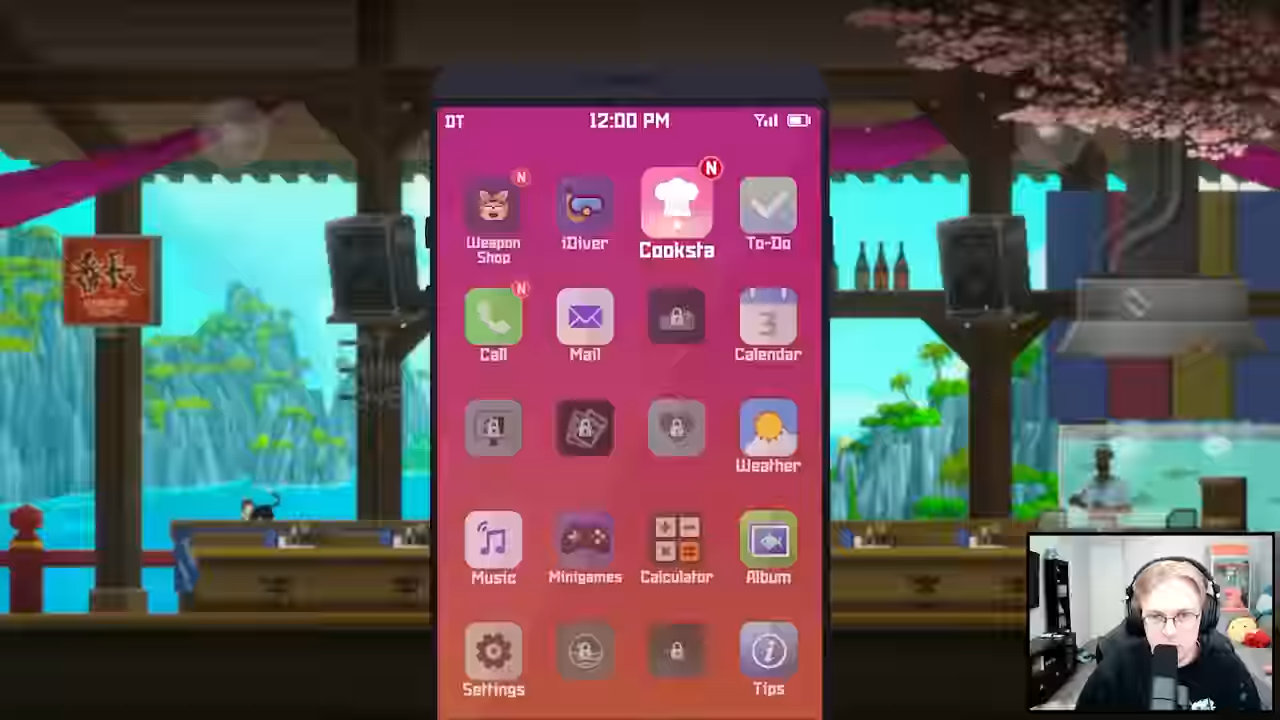 DT
12:00 PM
N
N
Weapon
Shop
iDiver
Cooksta
To-Do
N
Call
Mail
3
Calendar
Weather
Music
Minigames
Calculator
Album
Settings
Tips